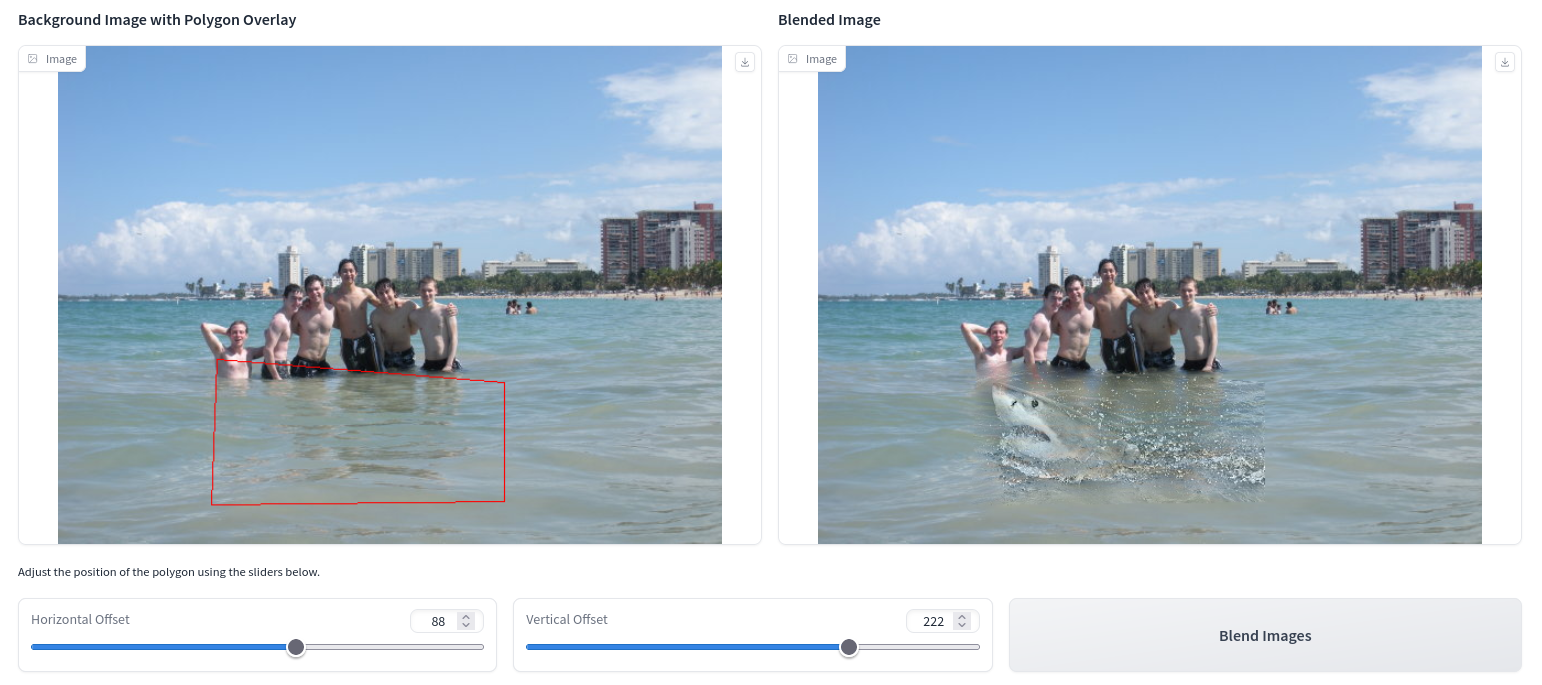 Background Image with Polygon Overlay
Blended Image
Image
Image
Adjust the position of the polygon using the sliders below.
Horizontal Offset
88
Vertical Offset
222
Blend Images